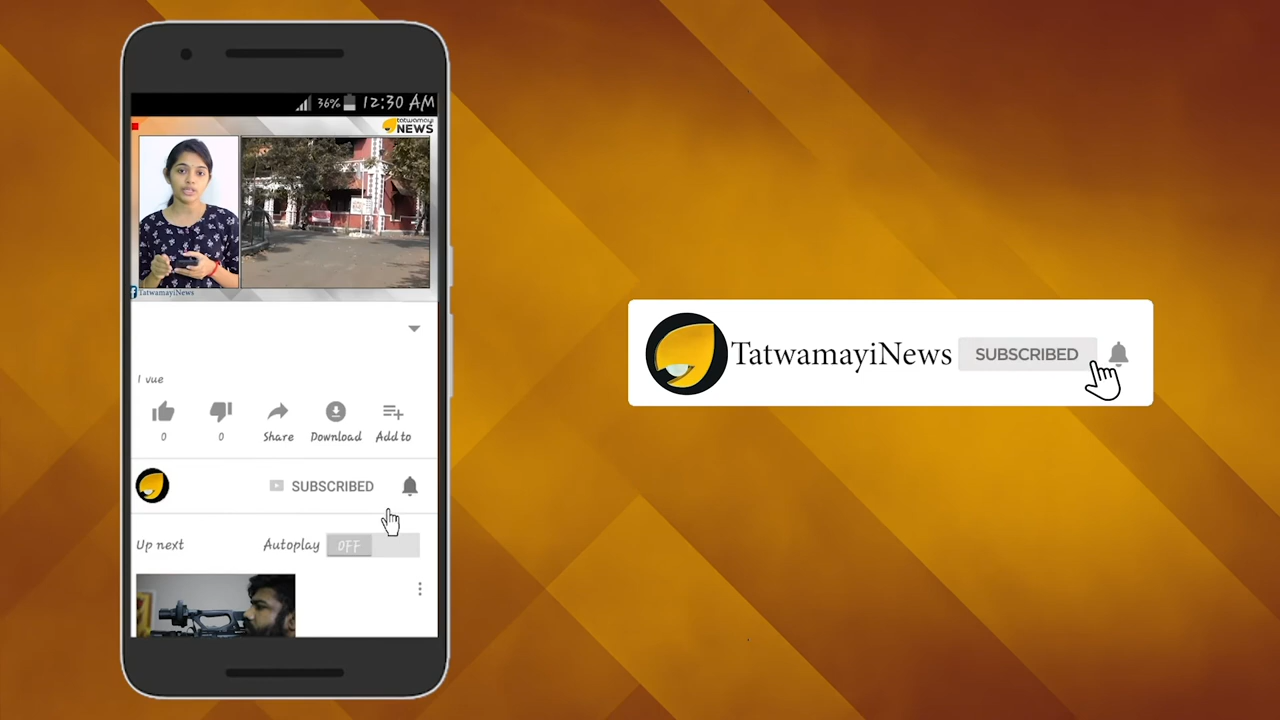 36% 12:30 AM
tatwamayi
NEWS
TatwamayiNews
1 vue
0 0 Share Download Add to
SUBSCRIBED
Up next Autoplay OFF
TatwamayiNews SUBSCRIBED